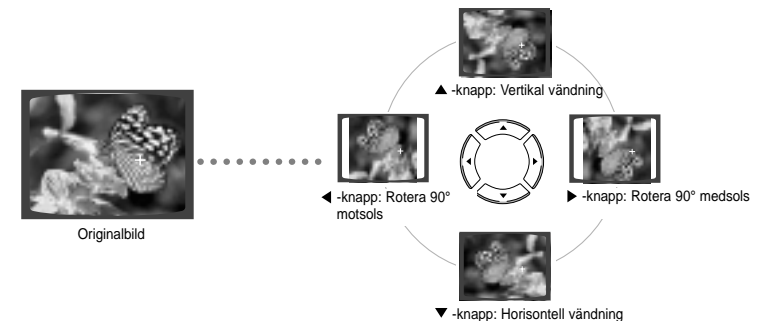 ▲ -knapp: Vertikal vändning
◀ -knapp: Rotera 90°
motsols
▶ -knapp: Rotera 90° medsols
Originalbild
▼ -knapp: Horisontell vändning